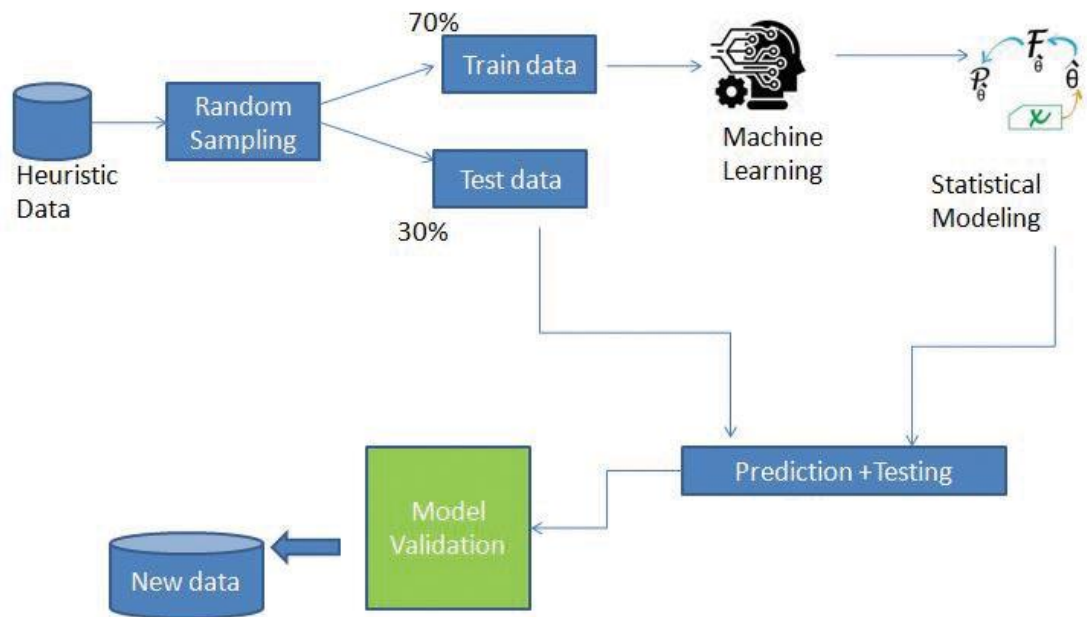 70%
Train data
Random
Sampling
Heuristic
Data
Test data
30%
Machine
Learning
Statistical
Modeling
Prediction +Testing
Model
Validation
New data